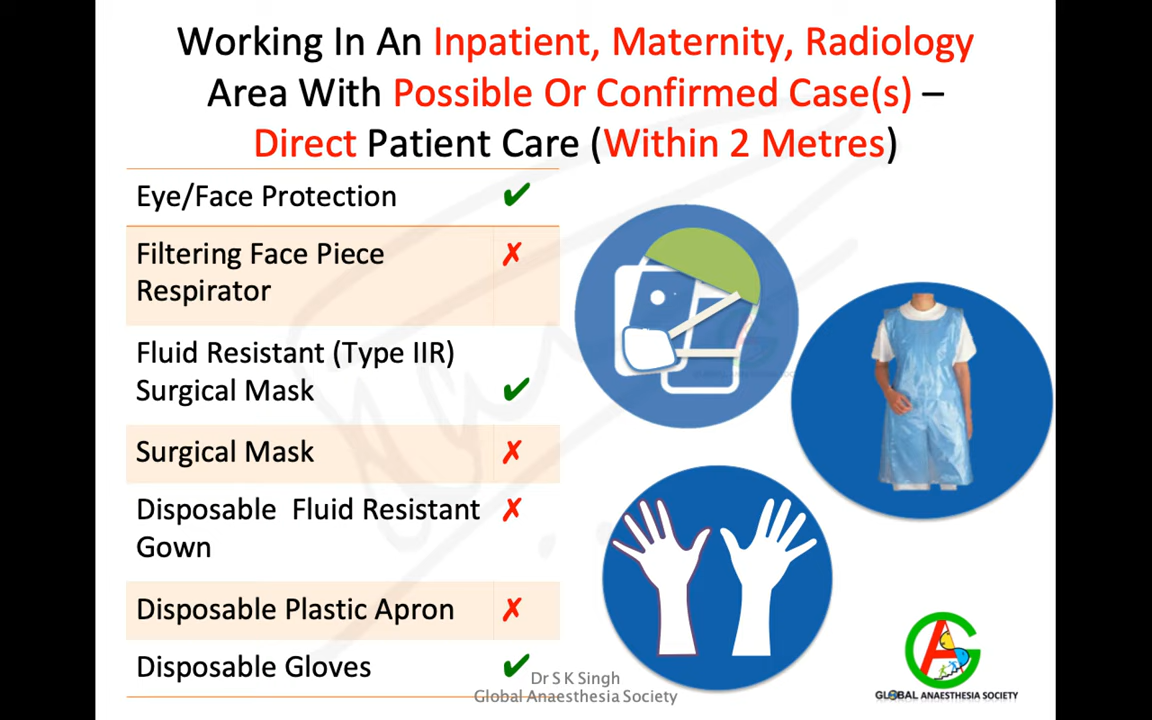 Working In An Inpatient, Maternity, Radiology
Area With Possible Or Confirmed Case(s) –
Direct Patient Care (Within 2 Metres)
Eye/Face Protection ✔
Filtering Face Piece ✗
Respirator
Fluid Resistant (Type IIR)
Surgical Mask ✔
Surgical Mask ✗
Disposable Fluid Resistant ✗
Gown
Disposable Plastic Apron ✗
Disposable Gloves ✔
Dr S K Singh
Global Anaesthesia Society
GLOBAL ANAESTHESIA SOCIETY